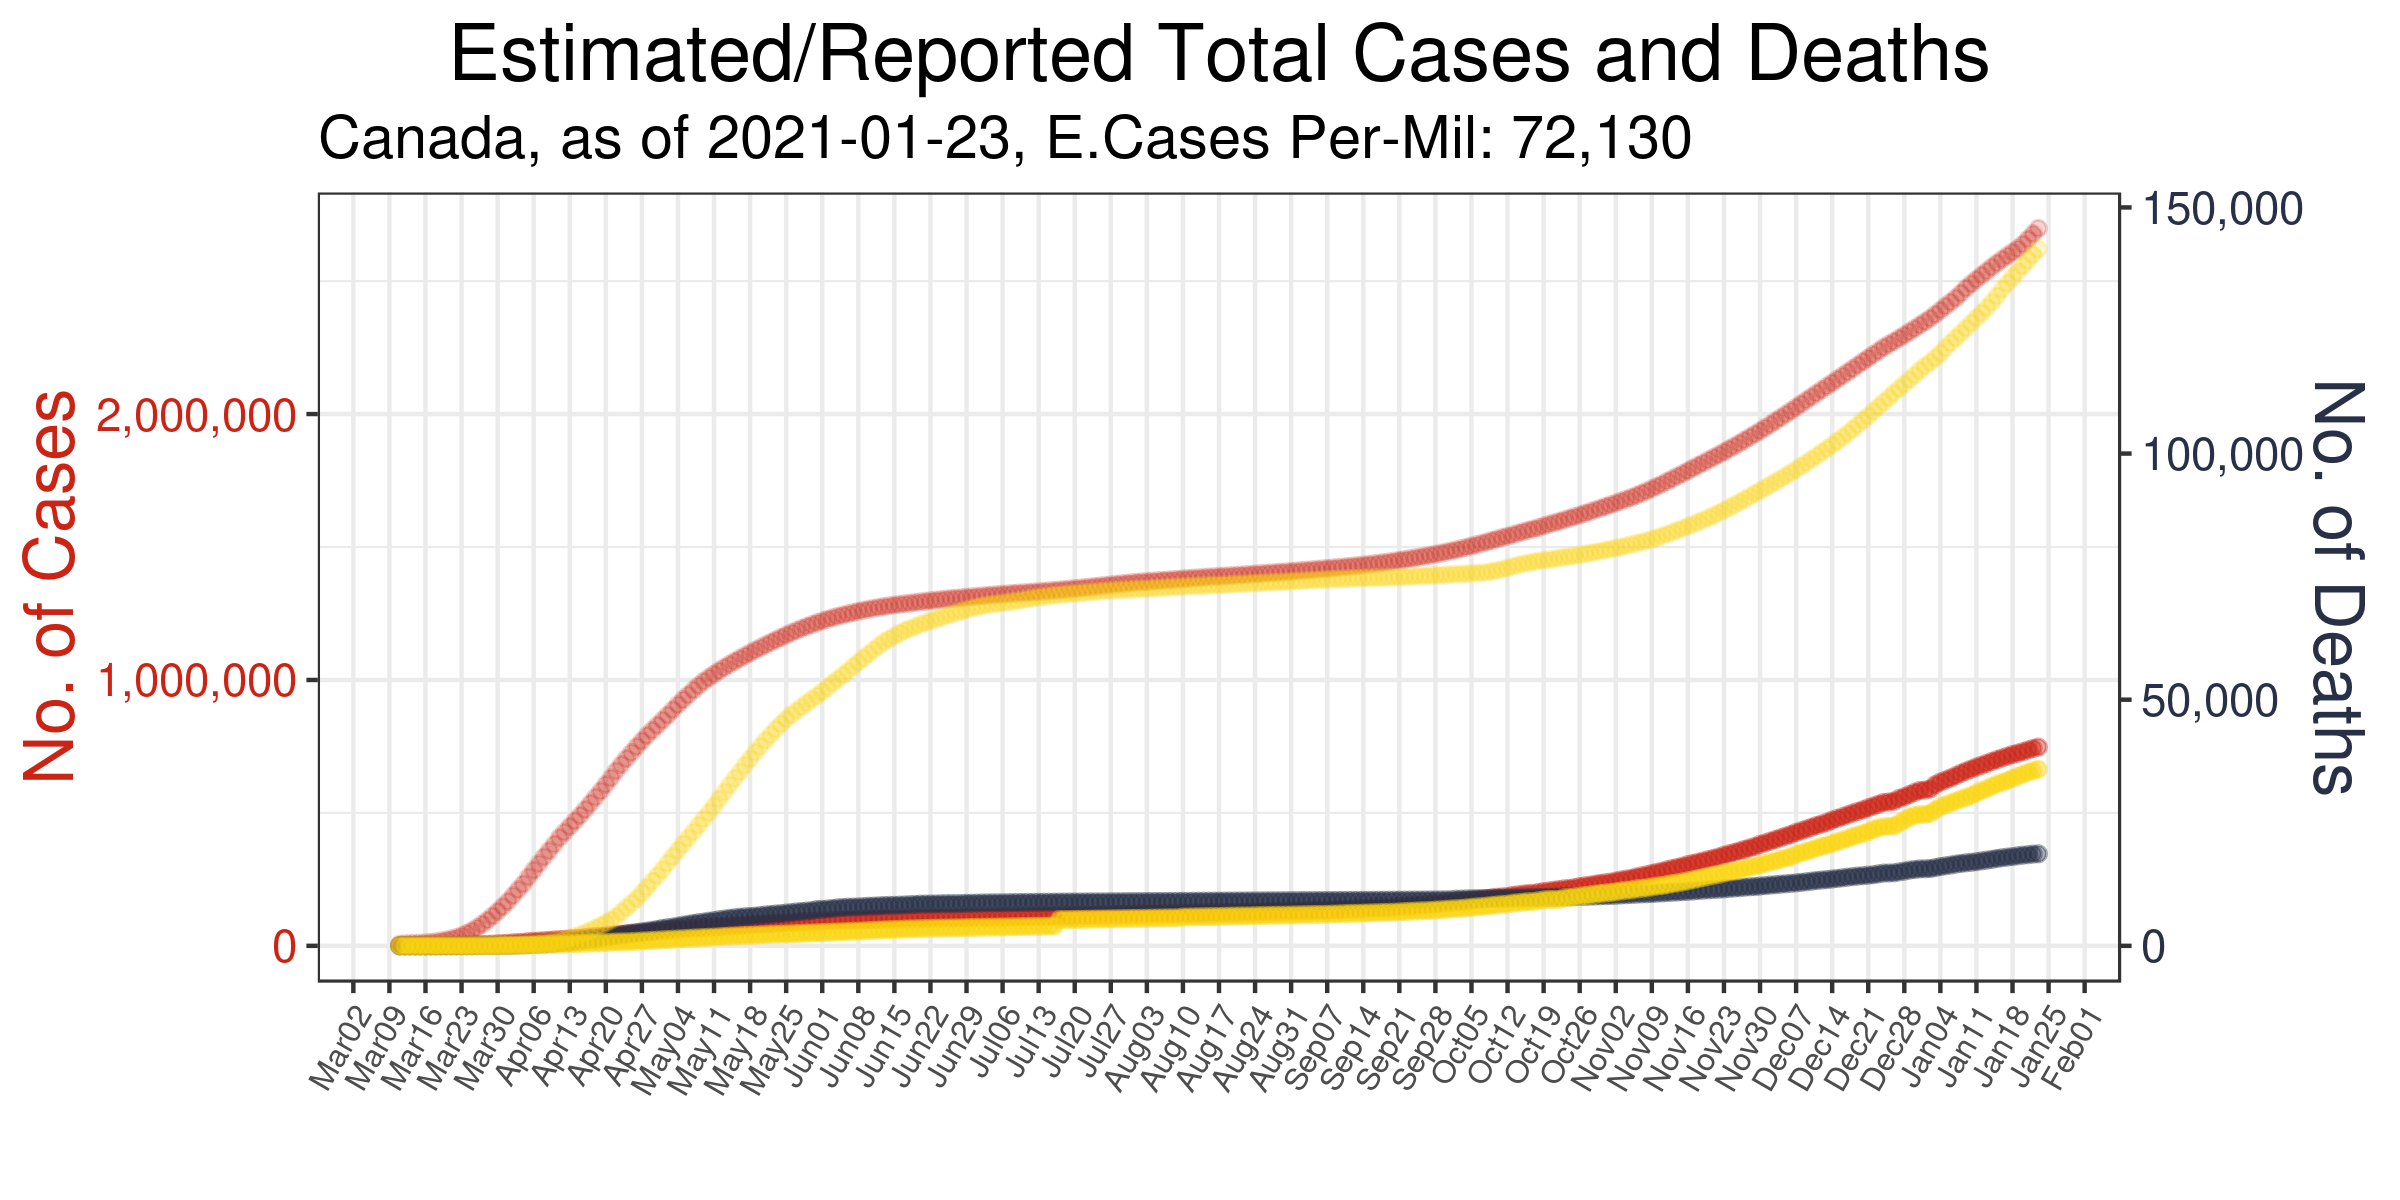 Estimated/Reported Total Cases and Deaths
Canada, as of 2021-01-23, E.Cases Per-Mil: 72,130
No. of Cases
2,000,000
1,000,000
0
150,000
100,000
50,000
0
No. of Deaths
Mar02
Mar09
Mar16
Mar23
Mar30
Apr06
Apr13
Apr20
Apr27
May04
May11
May18
May25
Jun01
Jun08
Jun15
Jun22
Jun29
Jul06
Jul13
Jul20
Jul27
Aug03
Aug10
Aug17
Aug24
Aug31
Sep07
Sep14
Sep21
Sep28
Oct05
Oct12
Oct19
Oct26
Nov02
Nov09
Nov16
Nov23
Nov30
Dec07
Dec14
Dec21
Dec28
Jan04
Jan11
Jan18
Jan25
Feb01